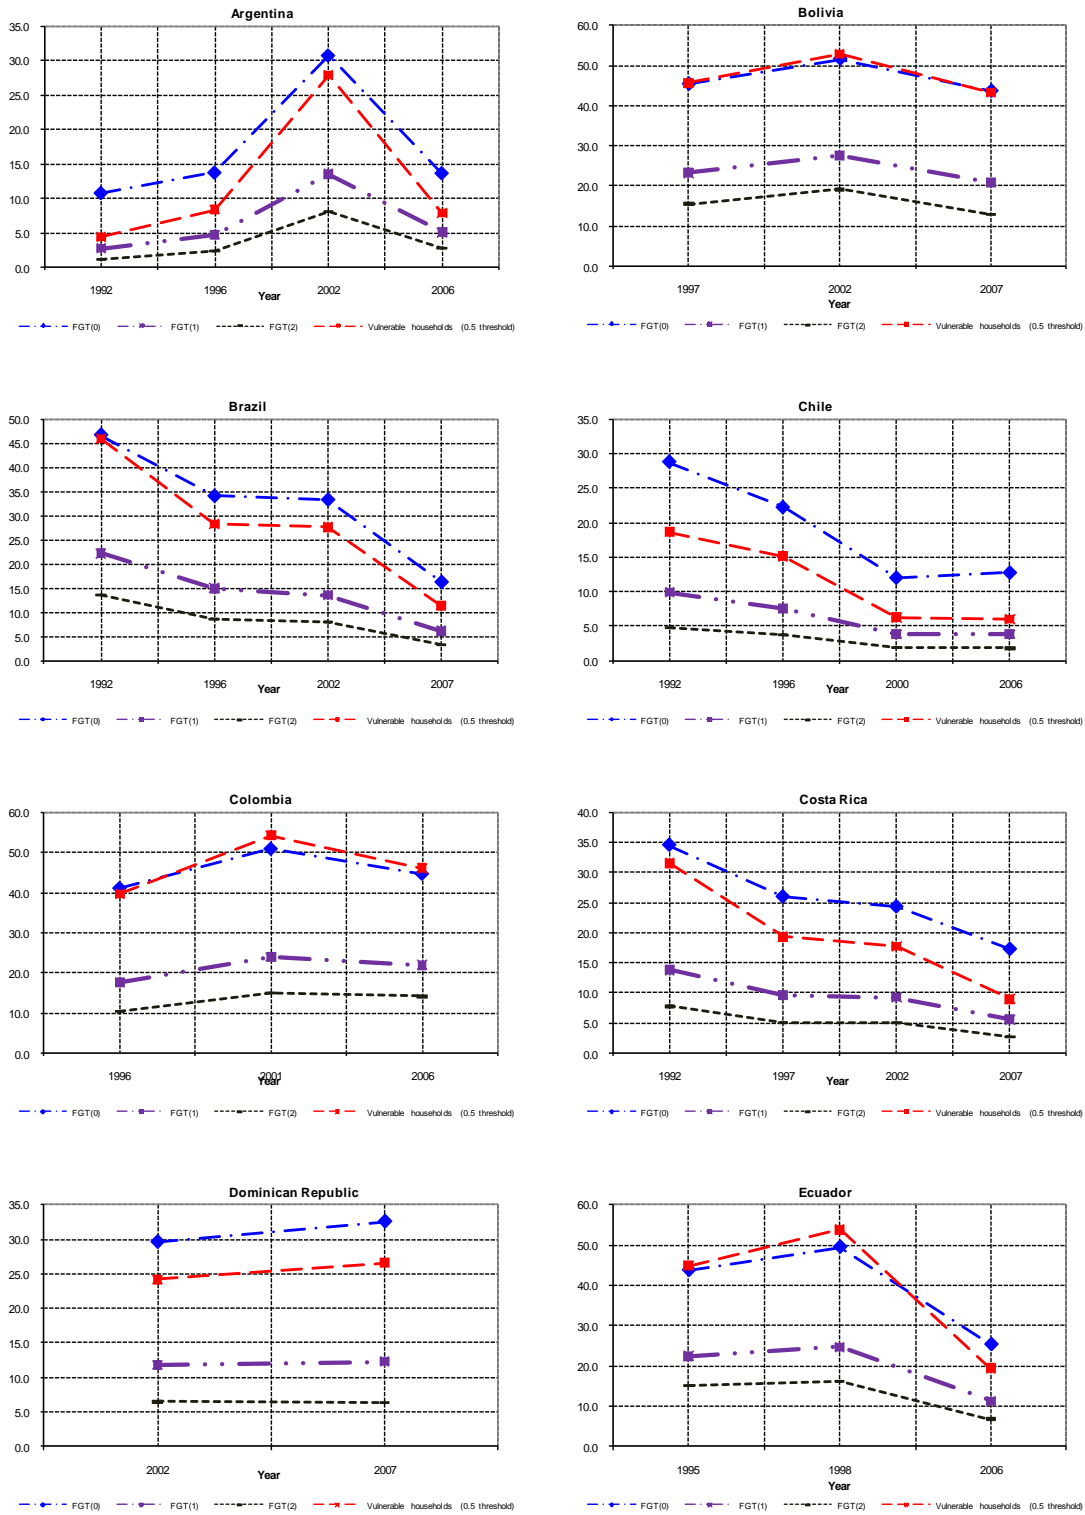 Argentina
35.0
30.0
25.0
20.0
15.0
10.0
5.0
0.0
1992 1996 2002 2006
Year
FGT(0) FGT(1) FGT(2) Vulnerable households (0.5 threshold)
Bolivia
60.0
50.0
40.0
30.0
20.0
10.0
0.0
1997 2002 2007
Year
FGT(0) FGT(1) FGT(2) Vulnerable households (0.5 threshold)
Brazil
50.0
45.0
40.0
35.0
30.0
25.0
20.0
15.0
10.0
5.0
0.0
1992 1996 2002 2007
Year
FGT(0) FGT(1) FGT(2) Vulnerable households (0.5 threshold)
Chile
35.0
30.0
25.0
20.0
15.0
10.0
5.0
0.0
1992 1996 2000 2006
Year
FGT(0) FGT(1) FGT(2) Vulnerable households (0.5 threshold)
Colombia
60.0
50.0
40.0
30.0
20.0
10.0
0.0
1996 2001 2006
Year
FGT(0) FGT(1) FGT(2) Vulnerable households (0.5 threshold)
Costa Rica
40.0
35.0
30.0
25.0
20.0
15.0
10.0
5.0
0.0
1992 1997 2002 2007
Year
FGT(0) FGT(1) FGT(2) Vulnerable households (0.5 threshold)
Dominican Republic
35.0
30.0
25.0
20.0
15.0
10.0
5.0
0.0
2002 2007
Year
FGT(0) FGT(1) FGT(2) Vulnerable households (0.5 threshold)
Ecuador
60.0
50.0
40.0
30.0
20.0
10.0
0.0
1995 1998 2006
Year
FGT(0) FGT(1) FGT(2) Vulnerable households (0.5 threshold)